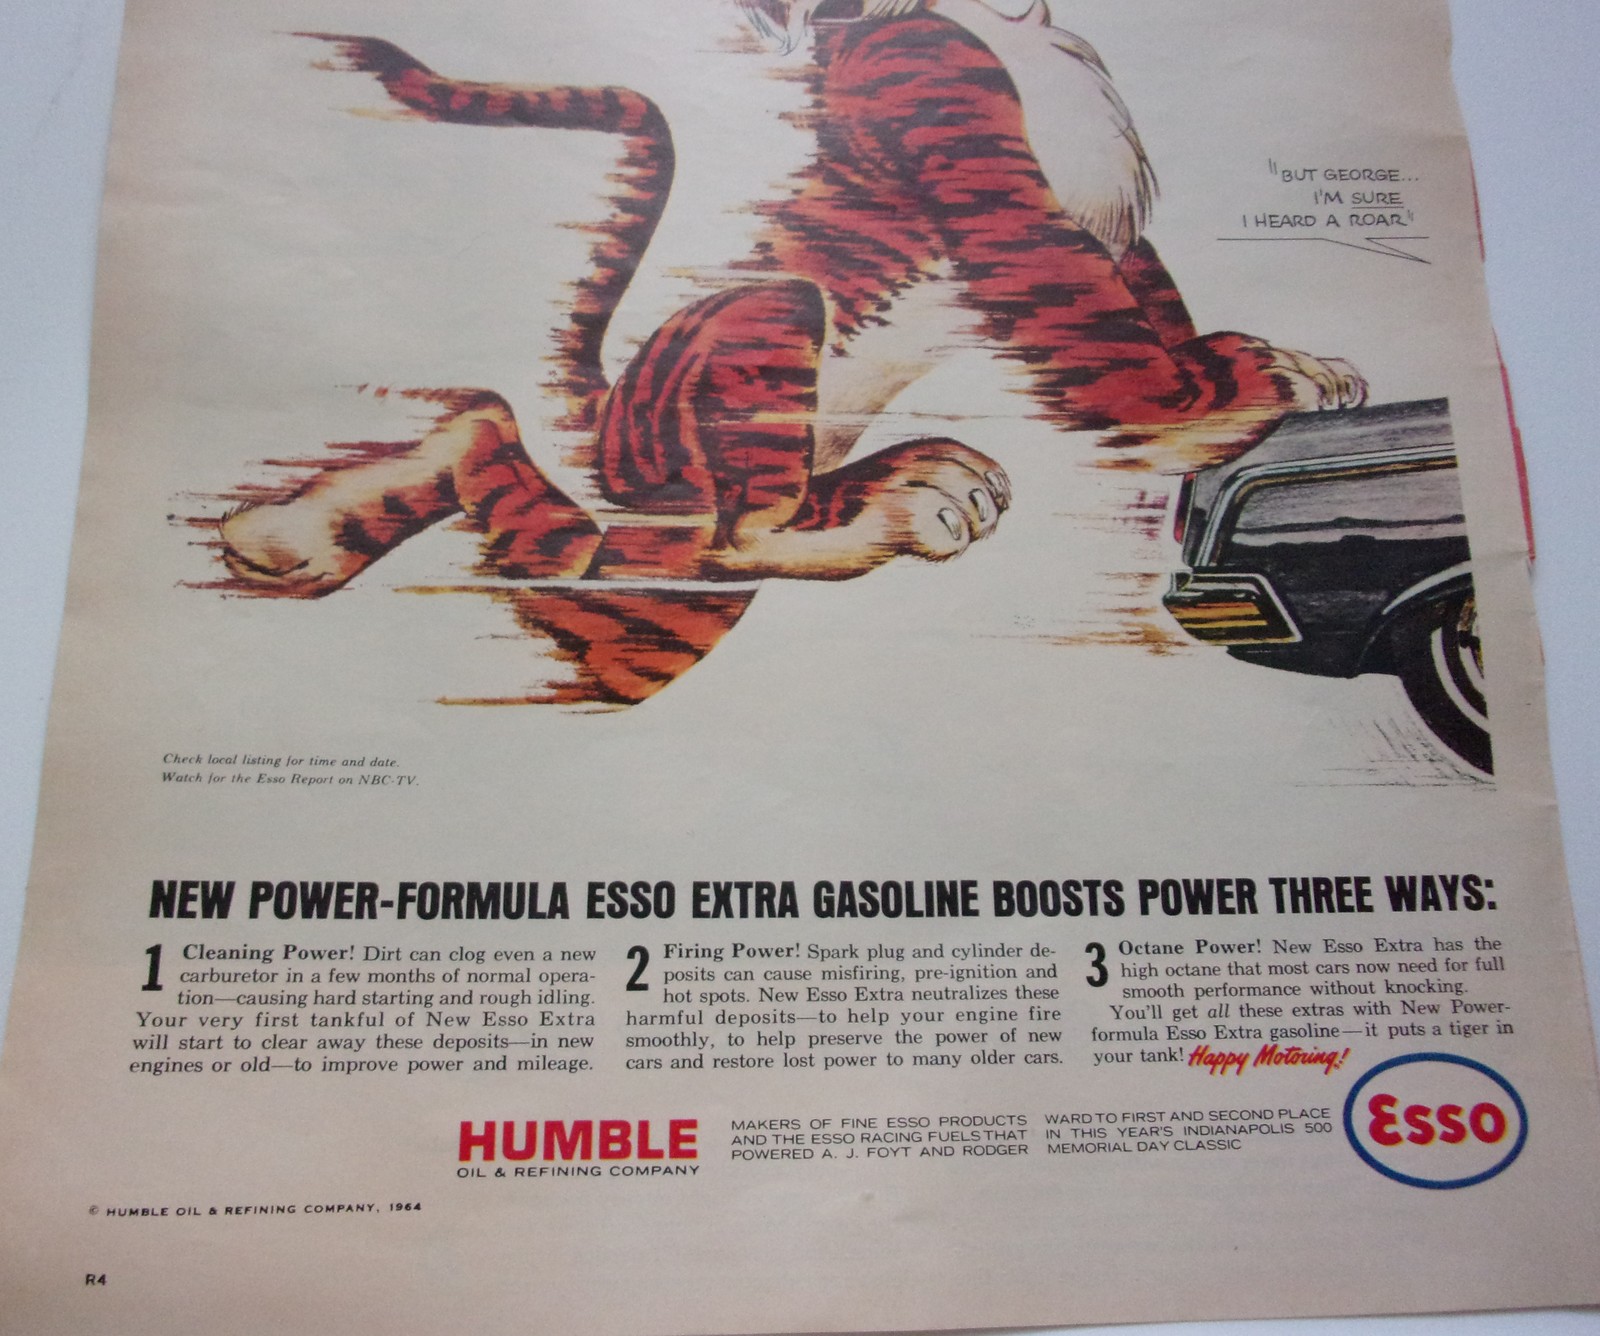 "BUT GEORGE...
I'M SURE
I HEARD A ROAR"
Check local listing for time and date.
Watch for the Esso Report on NBC-TV.
NEW POWER-FORMULA ESSO EXTRA GASOLINE BOOSTS POWER THREE WAYS:
1 Cleaning Power! Dirt can clog even a new
carburetor in a few months of normal opera-
tion—causing hard starting and rough idling.
Your very first tankful of New Esso Extra
will start to clear away these deposits—in new
engines or old—to improve power and mileage.
2 Firing Power! Spark plug and cylinder de-
posits can cause misfiring, pre-ignition and
hot spots. New Esso Extra neutralizes these
harmful deposits—to help your engine fire
smoothly, to help preserve the power of new
cars and restore lost power to many older cars.
3 Octane Power! New Esso Extra has the
high octane that most cars now need for full
smooth performance without knocking.
You'll get all these extras with New Power-
formula Esso Extra gasoline—it puts a tiger in
your tank! Happy Motoring!
HUMBLE
OIL & REFINING COMPANY
MAKERS OF FINE ESSO PRODUCTS
AND THE ESSO RACING FUELS THAT
POWERED A. J. FOYT AND RODGER
WARD TO FIRST AND SECOND PLACE
IN THIS YEAR'S INDIANAPOLIS 500
MEMORIAL DAY CLASSIC
Esso
© HUMBLE OIL & REFINING COMPANY, 1964
R4